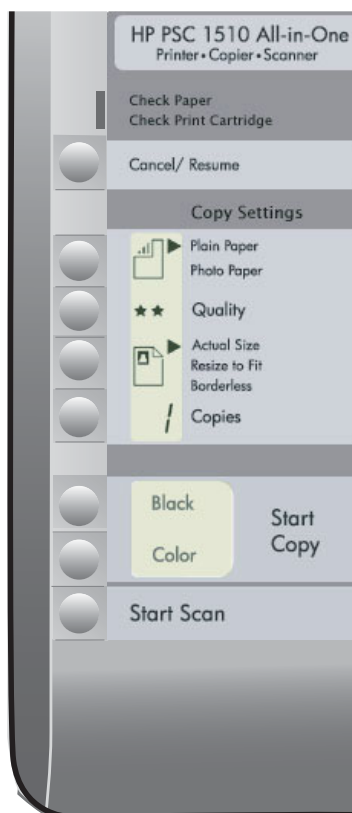 HP PSC 1510 All-in-One
Printer • Copier • Scanner
Check Paper
Check Print Cartridge
Cancel/ Resume
Copy Settings
Plain Paper
Photo Paper
Quality
Actual Size
Resize to Fit
Borderless
1 Copies
Black
Start
Copy
Color
Start Scan